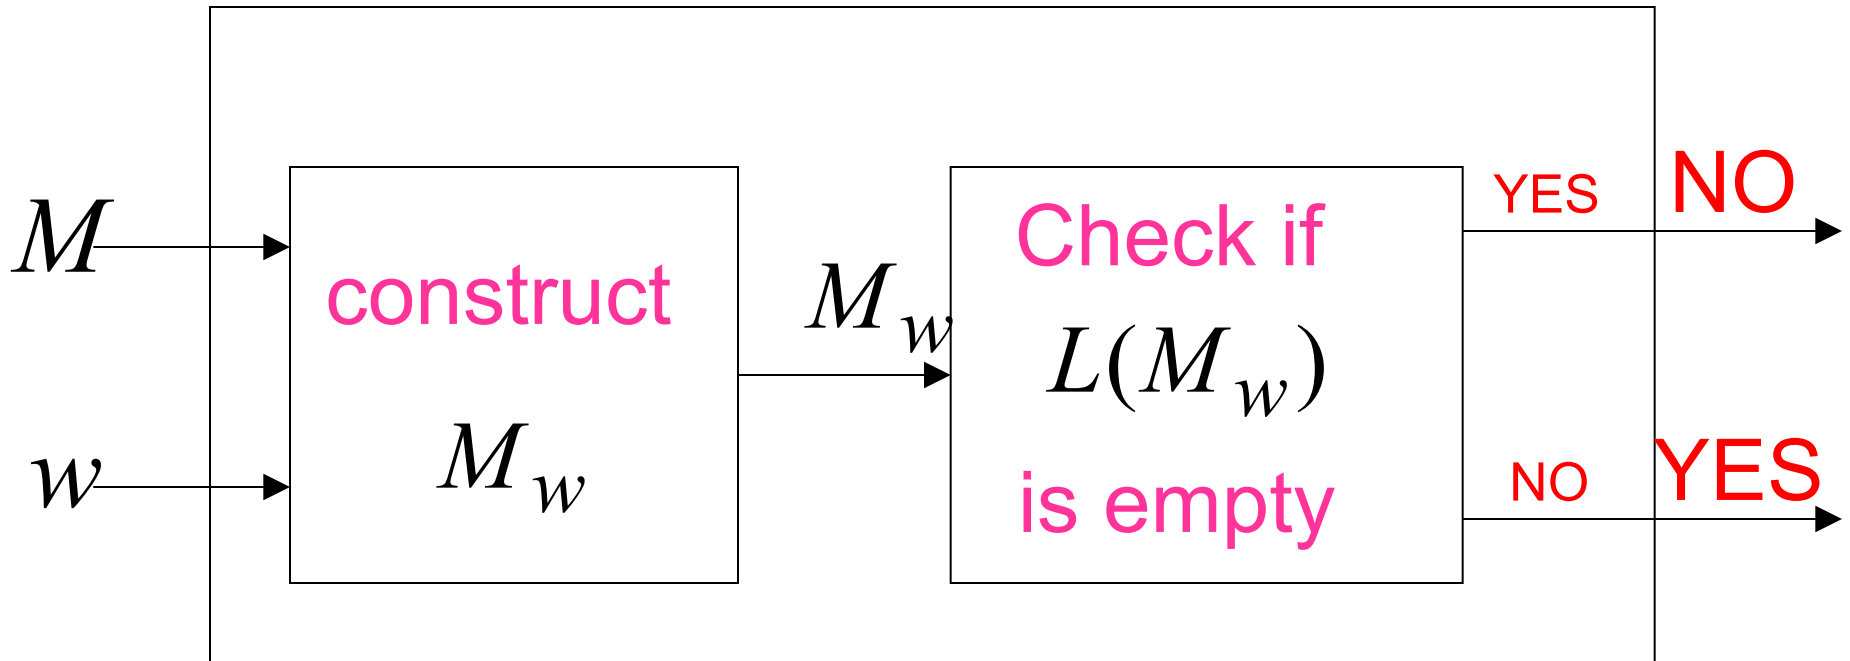 M
w
construct
M_w
M_w
Check if
L(M_w)
is empty
YES
NO
NO
YES